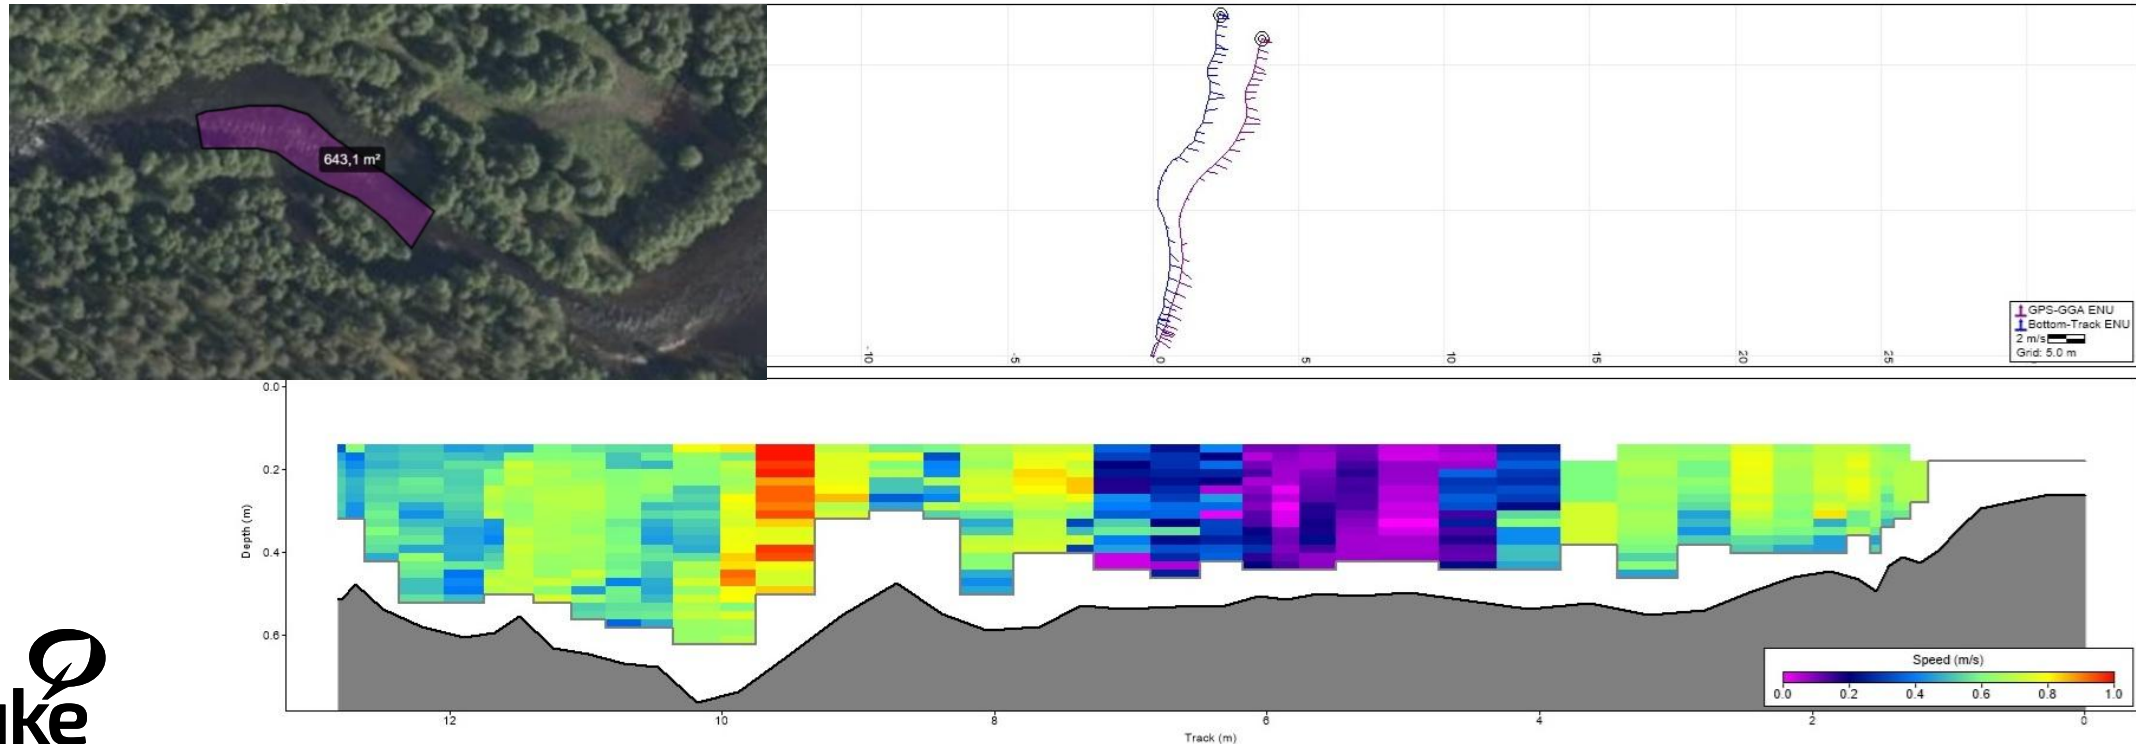 643,1 m²
-10
-5
0
5
10
15
20
25
GPS-GGA ENU
Bottom-Track ENU
2 m/s
Grid: 5.0 m
0.0
0.2
0.4
0.6
Depth (m)
Speed (m/s)
0.0 0.2 0.4 0.6 0.8 1.0
12 10 8 6 4 2 0
Track (m)
ke